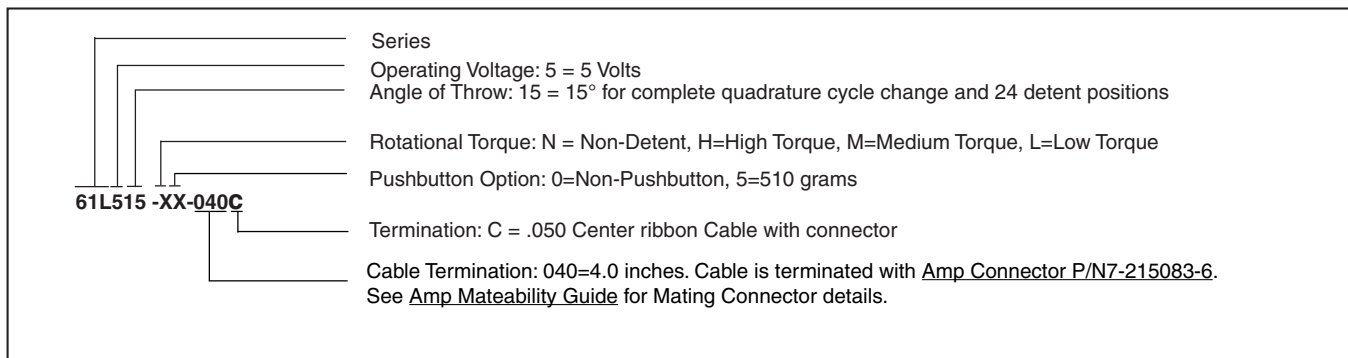 Series
Operating Voltage: 5 = 5 Volts
Angle of Throw: 15 = 15° for complete quadrature cycle change and 24 detent positions
Rotational Torque: N = Non-Detent, H=High Torque, M=Medium Torque, L=Low Torque
Pushbutton Option: 0=Non-Pushbutton, 5=510 grams
61L515 -XX-040C
Termination: C = .050 Center ribbon Cable with connector
Cable Termination: 040=4.0 inches. Cable is terminated with Amp Connector P/N7-215083-6.
See Amp Mateability Guide for Mating Connector details.